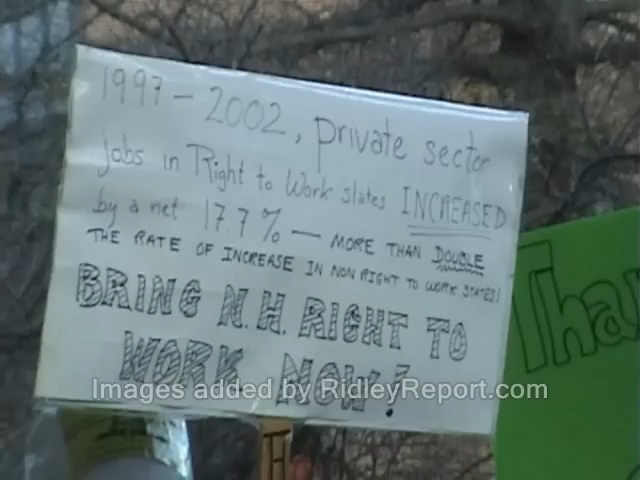 1997 - 2002, private sector
jobs in Right to Work states INCREASED
by a net 17.7% — MORE THAN DOUBLE
THE RATE OF INCREASE IN NON RIGHT TO WORK STATES!
BRING N.H. RIGHT TO
WORK NOW!
Images added by RidleyReport.com
Tha